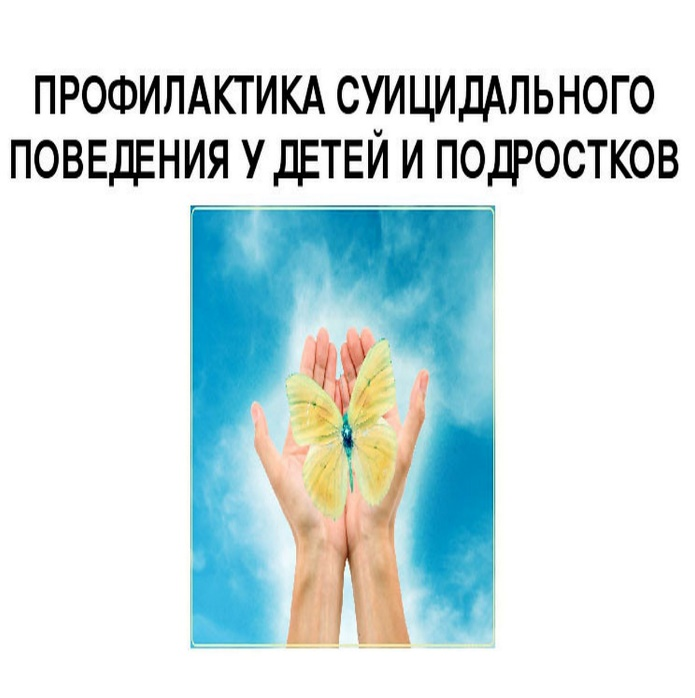 ПРОФИЛАКТИКА СУИЦИДАЛЬНОГО
ПОВЕДЕНИЯ У ДЕТЕЙ И ПОДРОСТКОВ